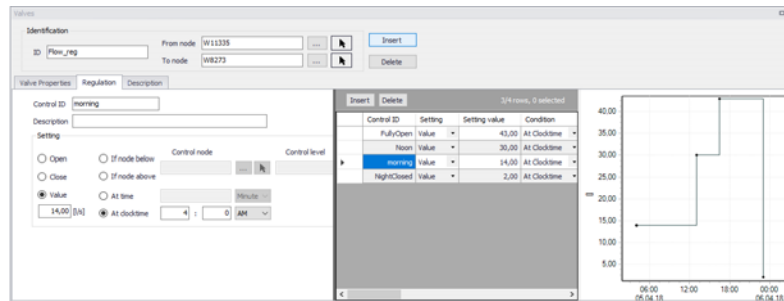 Valves
Identification
ID Flow_reg
From node W11335 ...
Insert
To node W8273 ...
Delete
Valve Properties Regulation Description
Control ID morning
Description
Setting
Open If node below Control node Control level
Close If node above ...
Value At time Minute
14,00 [l/s] At clocktime 4 : 0 AM
Insert Delete 3/4 rows, 0 selected
Control ID Setting Setting value Condition
FullyOpen Value 43,00 At Clocktime
Noon Value 30,00 At Clocktime
morning Value 14,00 At Clocktime
NightClosed Value 2,00 At Clocktime
40.00
35.00
30.00
25.00
20.00
15.00
10.00
5.00
06:00 12:00 18:00 00:00
05.04.18 06.04.18